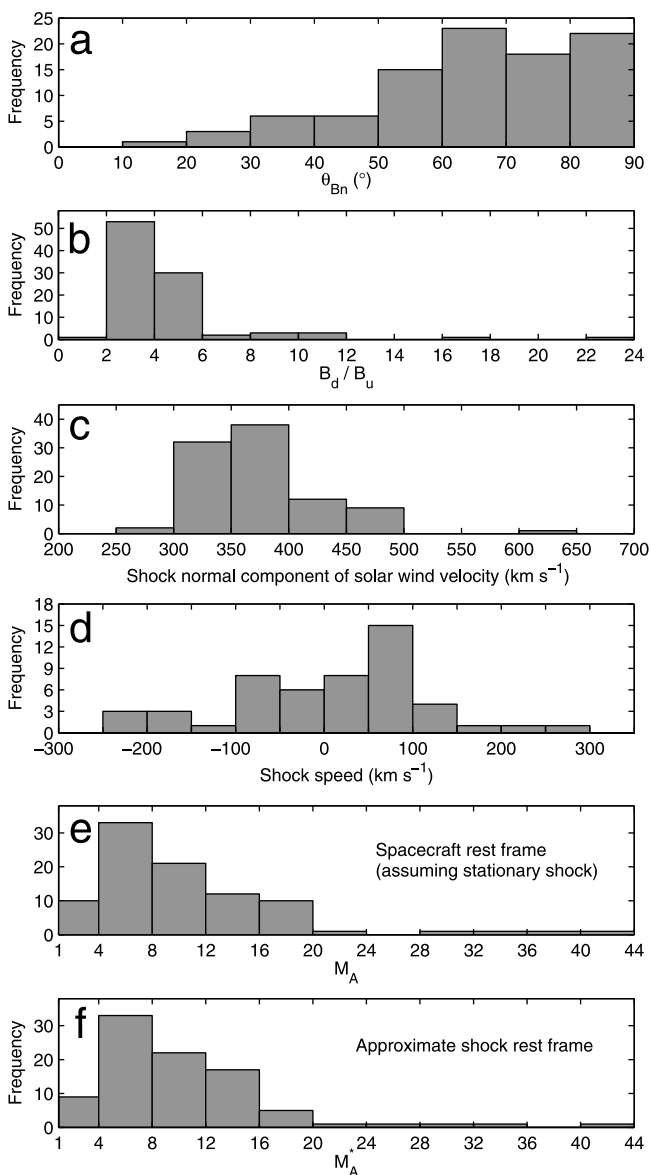 25
20
15
10
5
0
Frequency
a
0 10 20 30 40 50 60 70 80 90
θBn (°)
50
40
30
20
10
0
Frequency
b
0 2 4 6 8 10 12 14 16 18 20 22 24
Bd / Bu
40
30
20
10
0
Frequency
c
200 250 300 350 400 450 500 550 600 650 700
Shock normal component of solar wind velocity (km s−1)
18
15
12
9
6
3
0
Frequency
d
−300 −200 −100 0 100 200 300
Shock speed (km s−1)
30
20
10
0
Frequency
e
Spacecraft rest frame
(assuming stationary shock)
1 4 8 12 16 20 24 28 32 36 40 44
MA
30
20
10
0
Frequency
f
Approximate shock rest frame
1 4 8 12 16 20 24 28 32 36 40 44
M*A